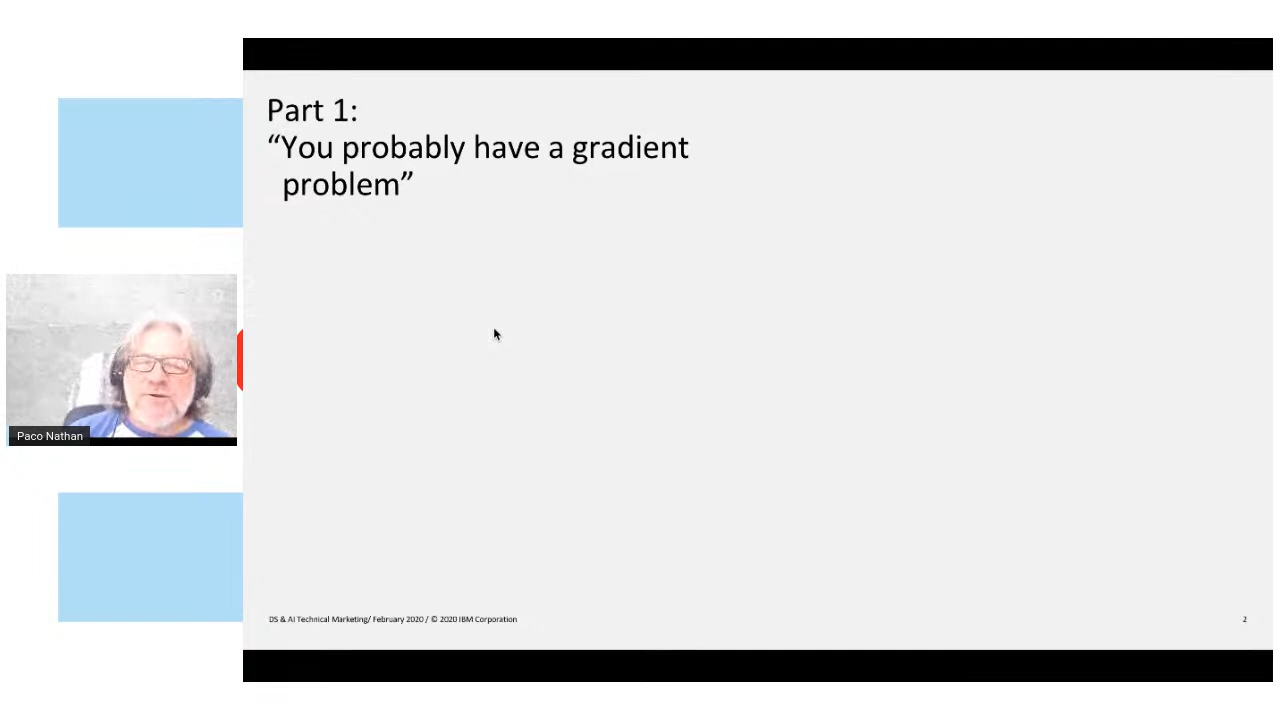 Part 1:
“You probably have a gradient
problem”
Paco Nathan
DS & AI Technical Marketing/ February 2020 / © 2020 IBM Corporation
2